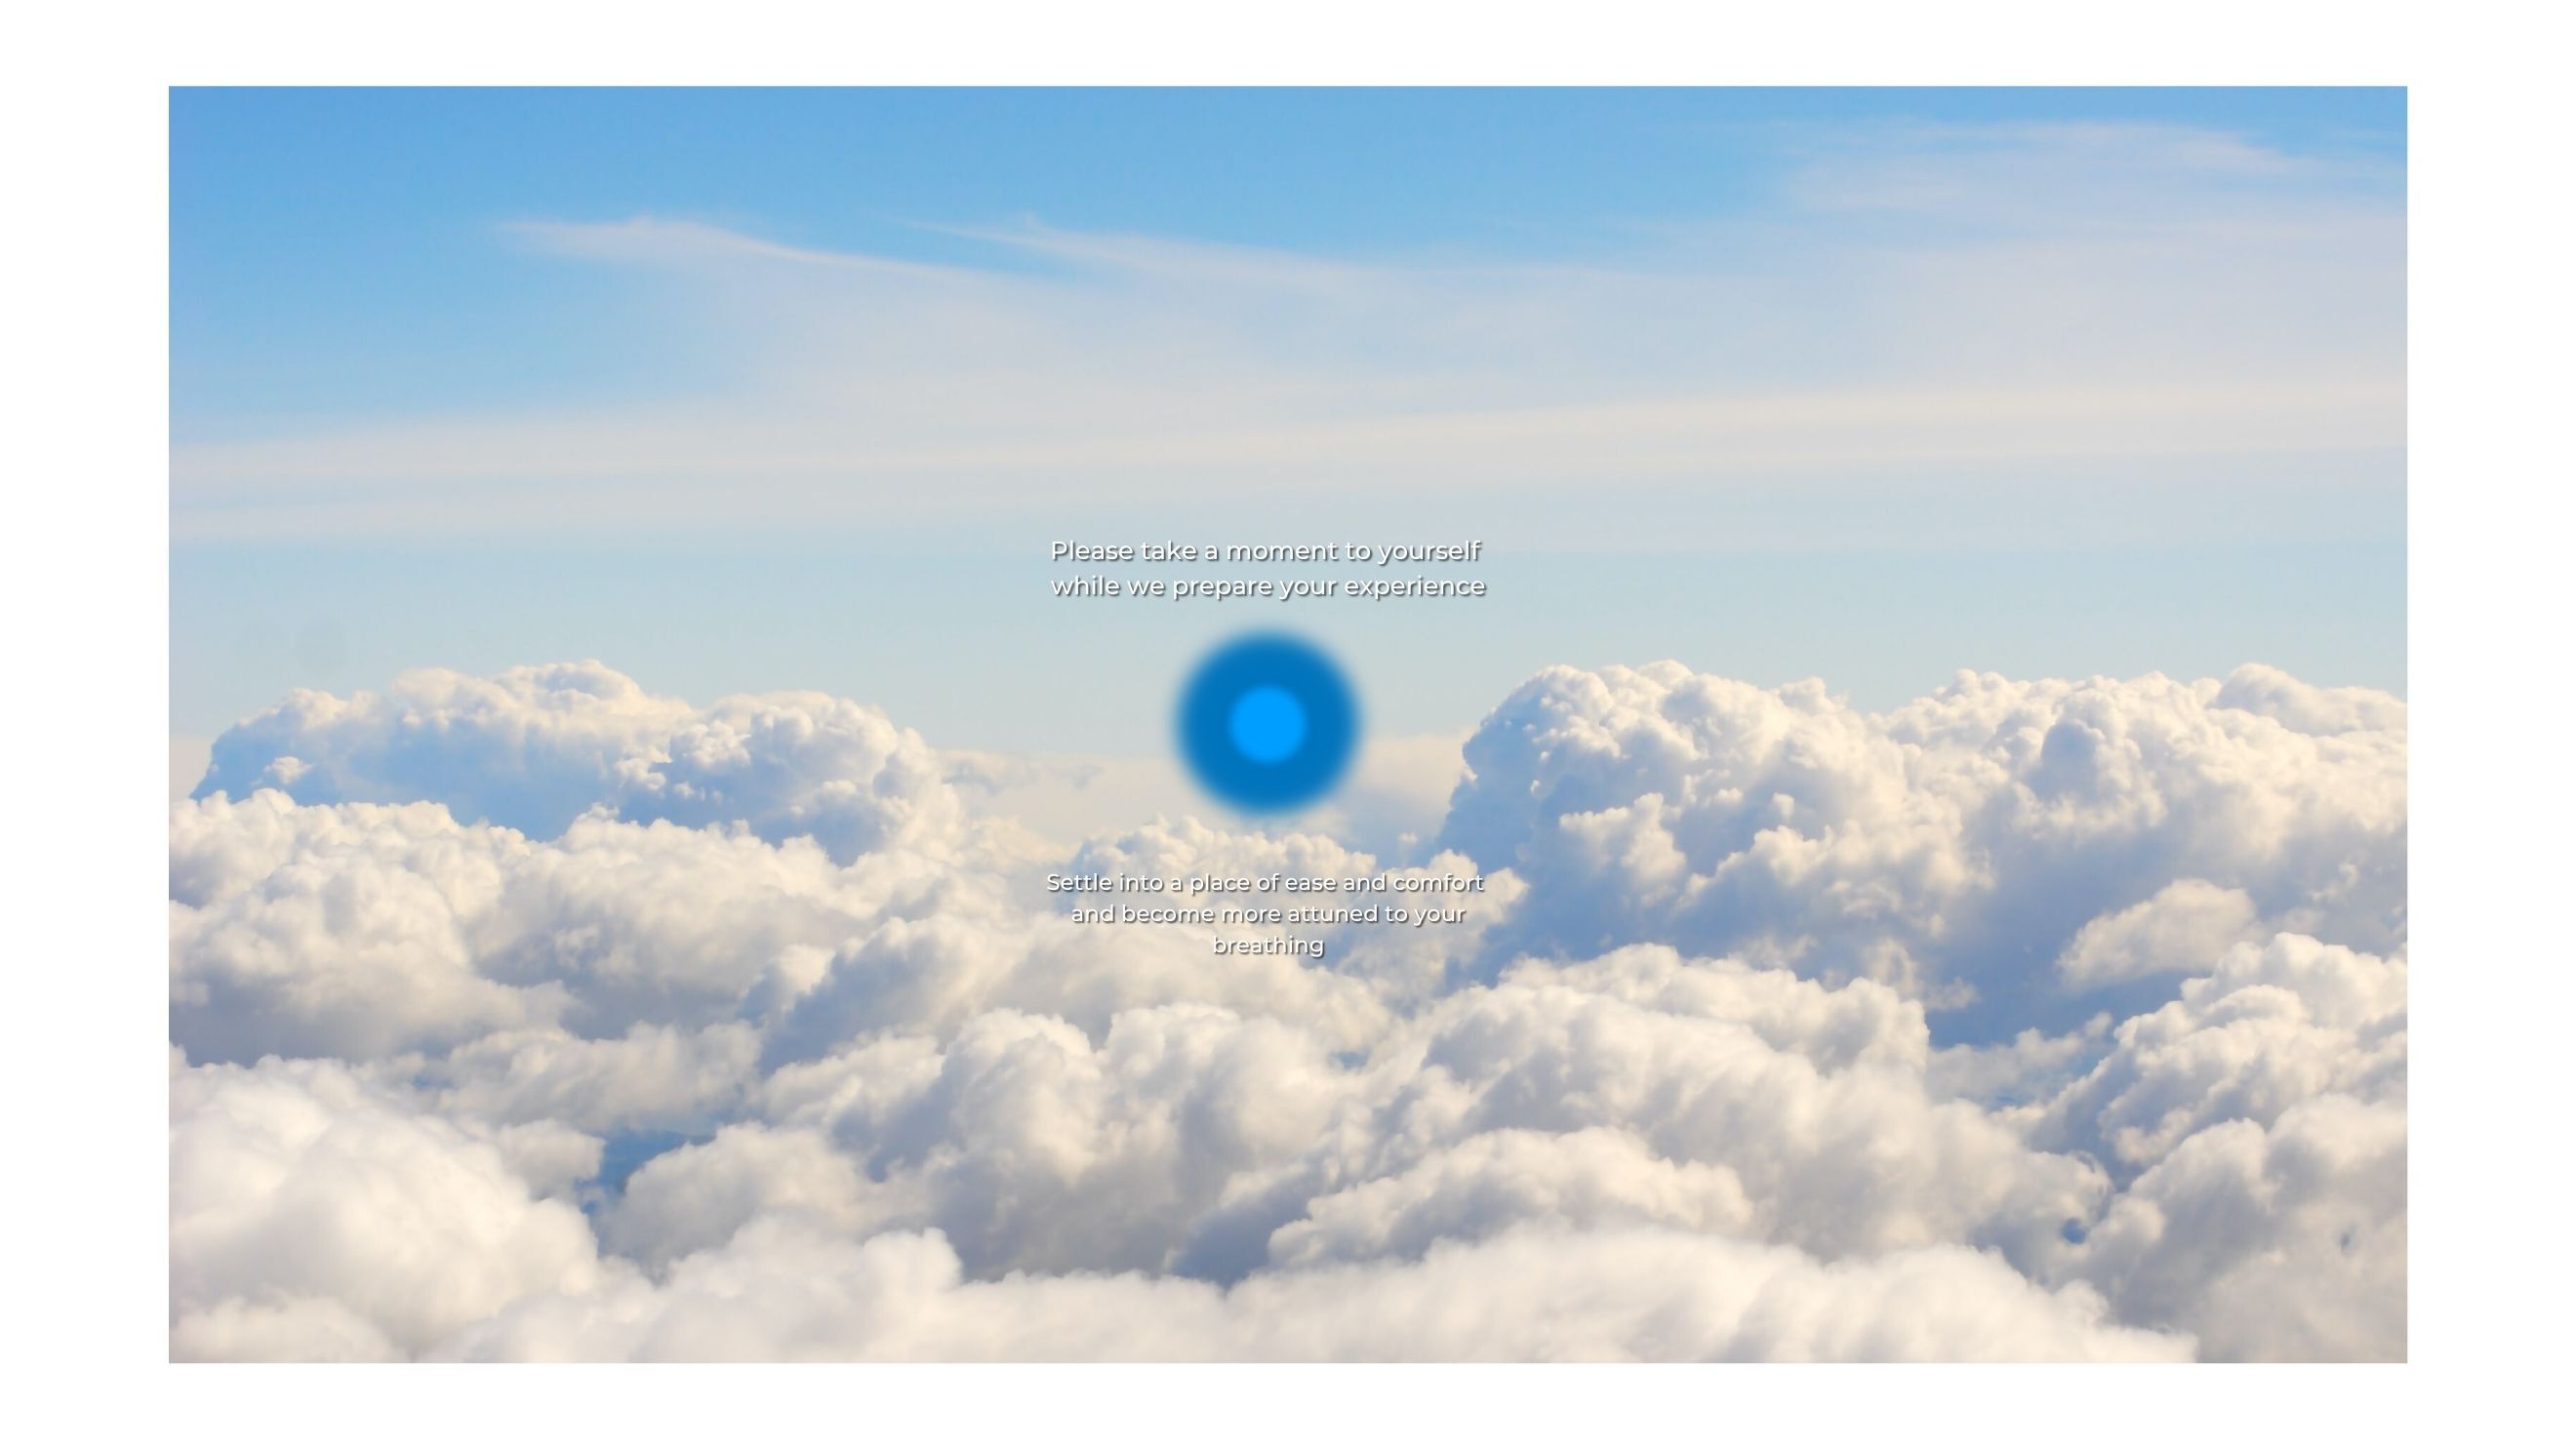 Please take a moment to yourself
while we prepare your experience
Settle into a place of ease and comfort
and become more attuned to your
breathing